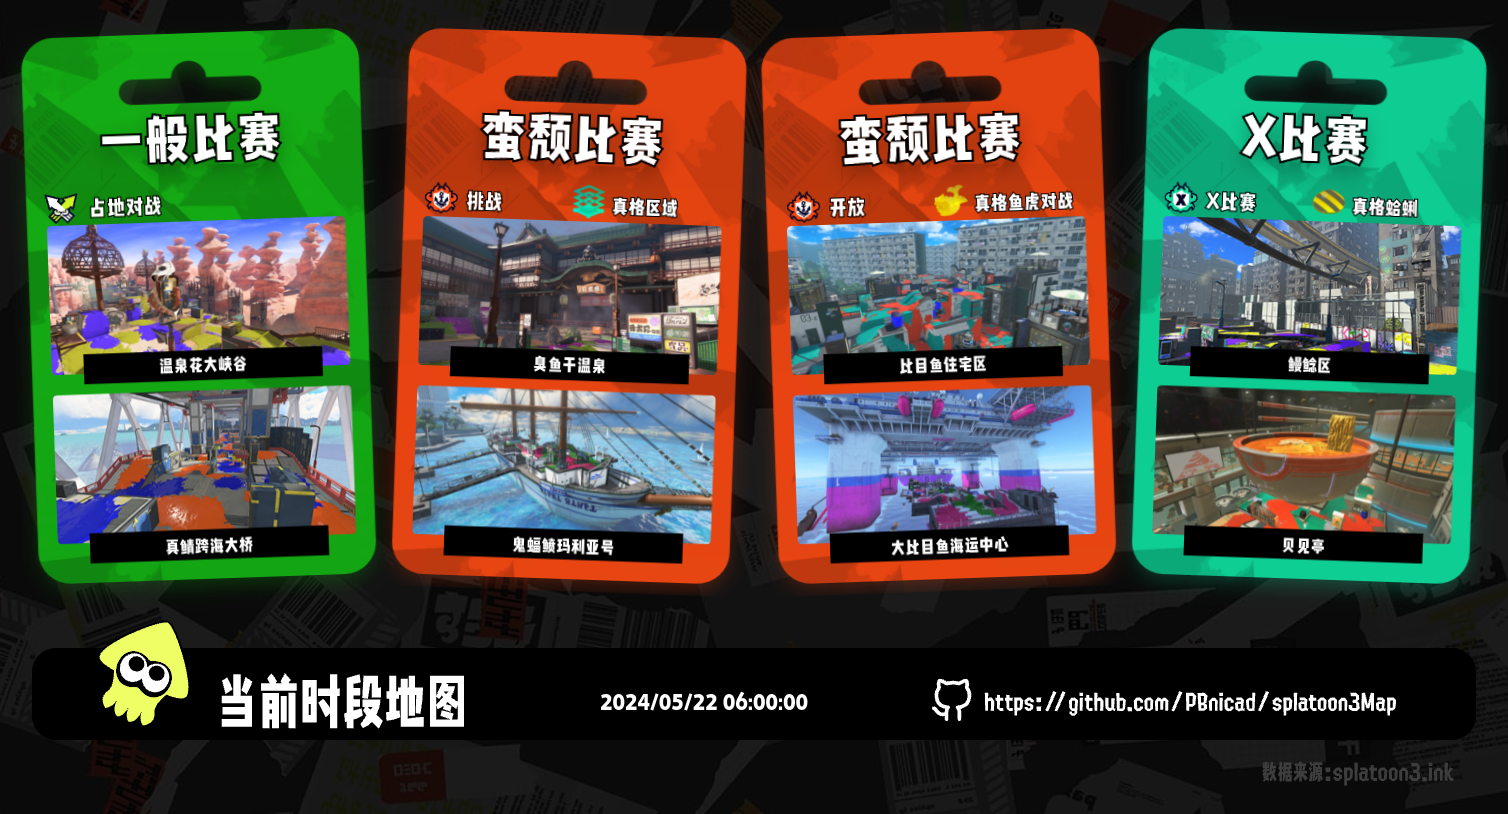 一般比赛
占地对战
温泉花大峡谷
真鲭跨海大桥
蛮颓比赛
挑战
真格区域
臭鱼干温泉
鬼蝠鲼玛利亚号
蛮颓比赛
开放
真格鱼虎对战
比目鱼住宅区
大比目鱼海运中心
X比赛
X比赛
真格蛤蜊
鳗鲶区
贝见亭
当前时段地图
2024/05/22 06:00:00
https://github.com/PBnicad/splatoon3Map
数据来源:splatoon3.ink